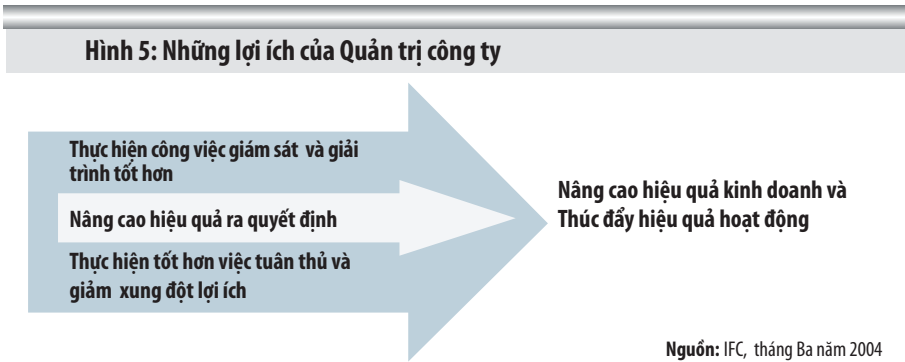 Hình 5: Những lợi ích của Quản trị công ty
Thực hiện công việc giám sát và giải
trình tốt hơn
Nâng cao hiệu quả ra quyết định
Thực hiện tốt hơn việc tuân thủ và
giảm xung đột lợi ích
Nâng cao hiệu quả kinh doanh và
Thúc đẩy hiệu quả hoạt động
Nguồn: IFC, tháng Ba năm 2004